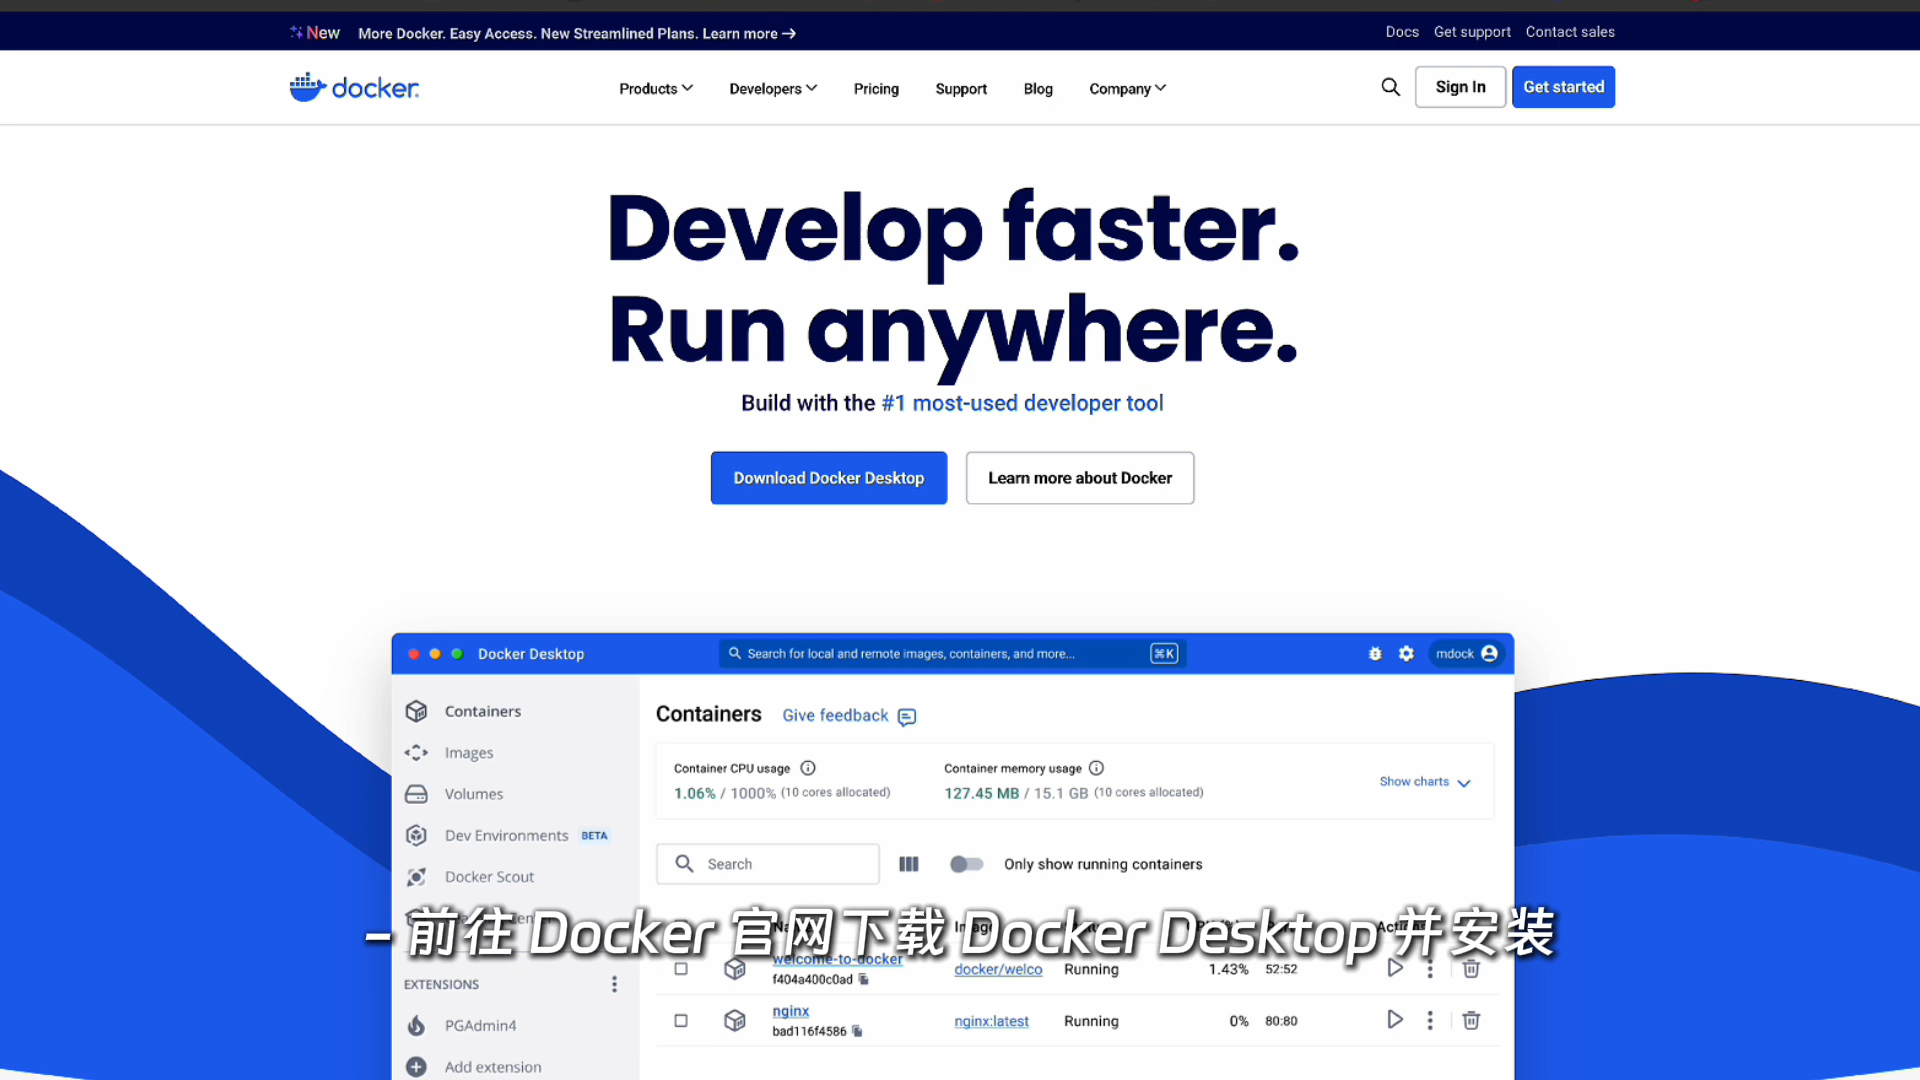 New More Docker. Easy Access. New Streamlined Plans. Learn more → Docs Get support Contact sales
docker. Products Developers Pricing Support Blog Company Sign In Get started
Develop faster.
Run anywhere.
Build with the #1 most-used developer tool
Download Docker Desktop Learn more about Docker
Docker Desktop Search for local and remote images, containers, and more... ⌘K mdock
Containers
Images
Volumes
Dev Environments BETA
Docker Scout
EXTENSIONS
PGAdmin4
Add extension
Containers Give feedback
Container CPU usage Container memory usage
1.06% / 1000% (10 cores allocated) 127.45 MB / 15.1 GB (10 cores allocated) Show charts
Search Only show running containers
- 前往 Docker 官网下载 Docker Desktop 并安装
welcome-to-docker
f404a400c0ad docker/welco Running 1.43% 52:52
nginx
bad116f4586 nginx:latest Running 0% 80:80